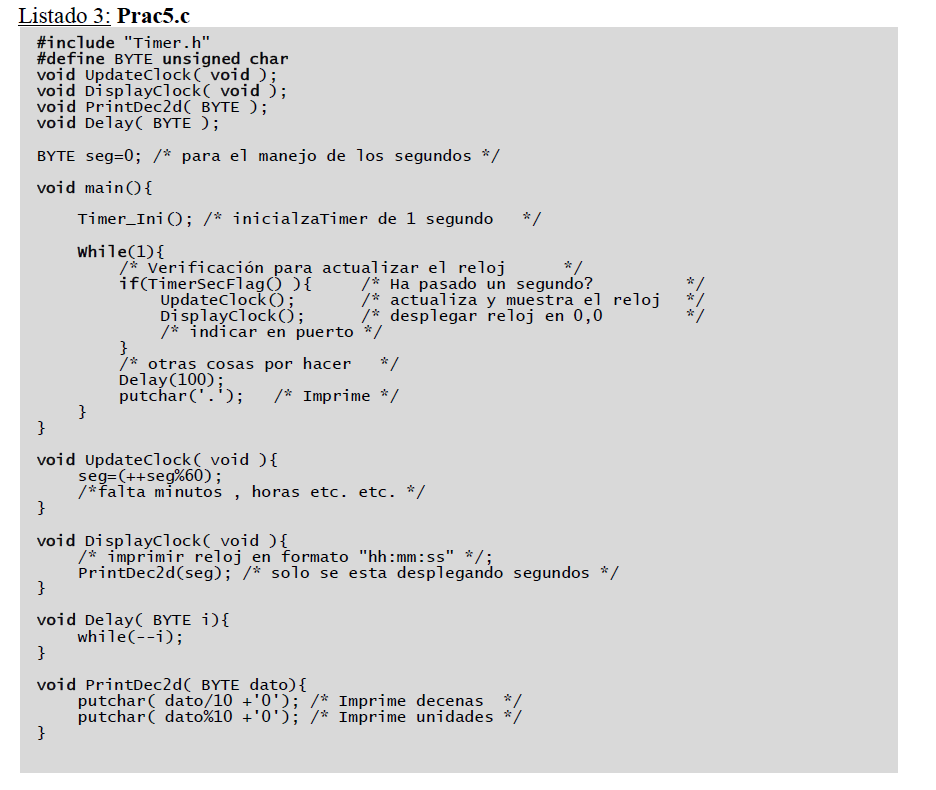 Listado 3: Prac5.c
#include "Timer.h"
#define BYTE unsigned char
void UpdateClock( void );
void DisplayClock( void );
void PrintDec2d( BYTE );
void Delay( BYTE );
BYTE seg=0; /* para el manejo de los segundos */
void main(){
Timer_Ini(); /* inicialzaTimer de 1 segundo */
While(1){
/* Verificación para actualizar el reloj */
if(TimerSecFlag() ){ /* Ha pasado un segundo? */
UpdateClock(); /* actualiza y muestra el reloj */
DisplayClock(); /* desplegar reloj en 0,0 */
/* indicar en puerto */
}
/* otras cosas por hacer */
Delay(100);
putchar('.'); /* Imprime */
}
}
void UpdateClock( void ){
seg=(++seg%60);
/*falta minutos , horas etc. etc. */
}
void DisplayClock( void ){
/* imprimir reloj en formato "hh:mm:ss" */;
PrintDec2d(seg); /* solo se esta desplegando segundos */
}
void Delay( BYTE i){
while(--i);
}
void PrintDec2d( BYTE dato){
putchar( dato/10 +'0'); /* Imprime decenas */
putchar( dato%10 +'0'); /* Imprime unidades */
}